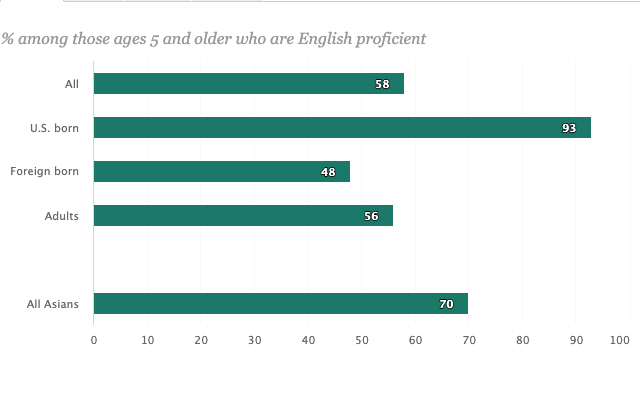 % among those ages 5 and older who are English proficient
All 58
U.S. born 93
Foreign born 48
Adults 56
All Asians 70
0 10 20 30 40 50 60 70 80 90 100